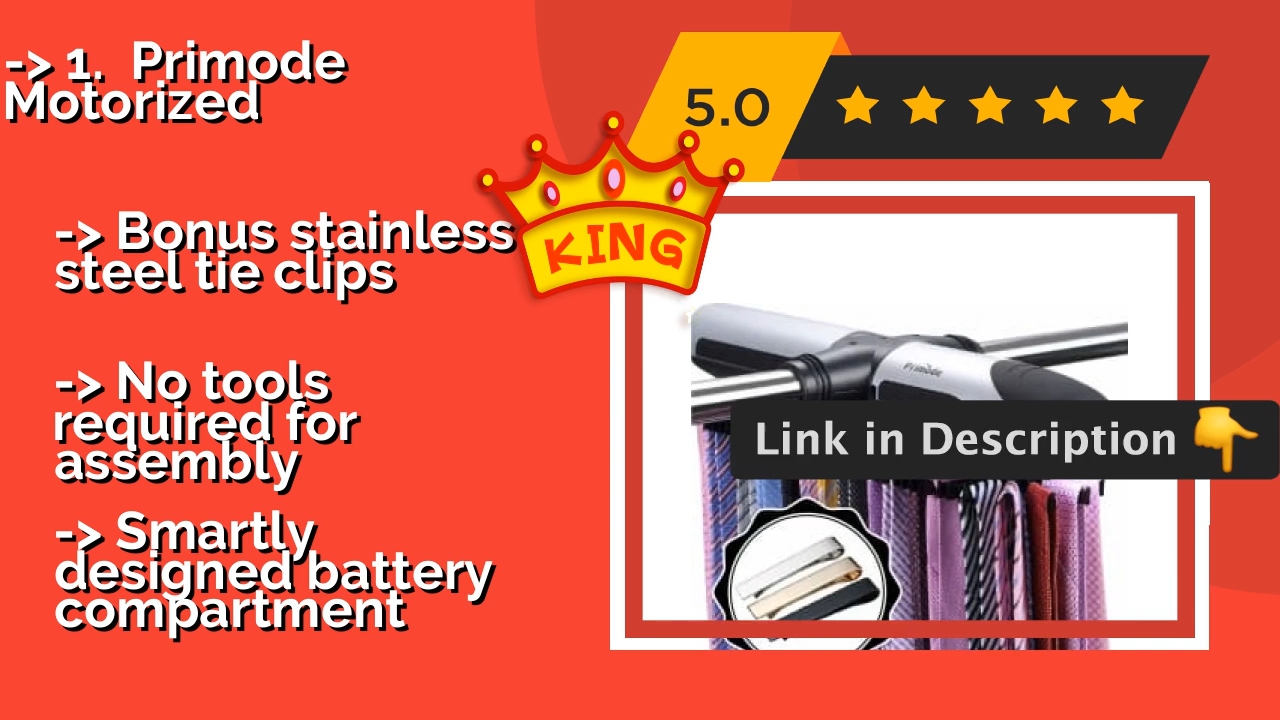 -> 1.  Primode
Motorized
5.0
KING
-> Bonus stainless
steel tie clips
Primode
-> No tools
required for
assembly
Link in Description 👇
-> Smartly
designed battery
compartment